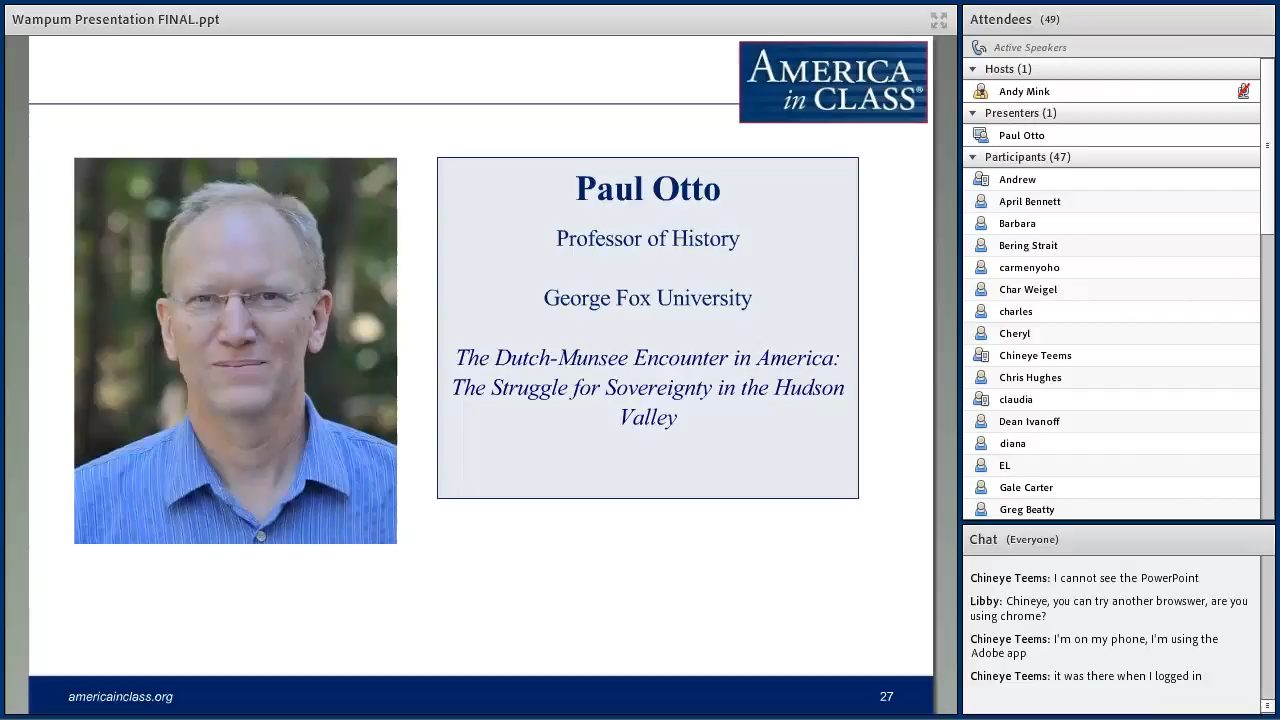 Wampum Presentation FINAL.ppt
AMERICA
in CLASS®
Paul Otto
Professor of History
George Fox University
The Dutch-Munsee Encounter in America:
The Struggle for Sovereignty in the Hudson
Valley
americainclass.org
27
Attendees (49)
Active Speakers
Hosts (1)
Andy Mink
Presenters (1)
Paul Otto
Participants (47)
Andrew
April Bennett
Barbara
Bering Strait
carmenyoho
Char Weigel
charles
Cheryl
Chineye Teems
Chris Hughes
claudia
Dean Ivanoff
diana
EL
Gale Carter
Greg Beatty
Chat (Everyone)
Chineye Teems: I cannot see the PowerPoint
Libby: Chineye, you can try another browswer, are you
using chrome?
Chineye Teems: I'm on my phone, I'm using the
Adobe app
Chineye Teems: it was there when I logged in